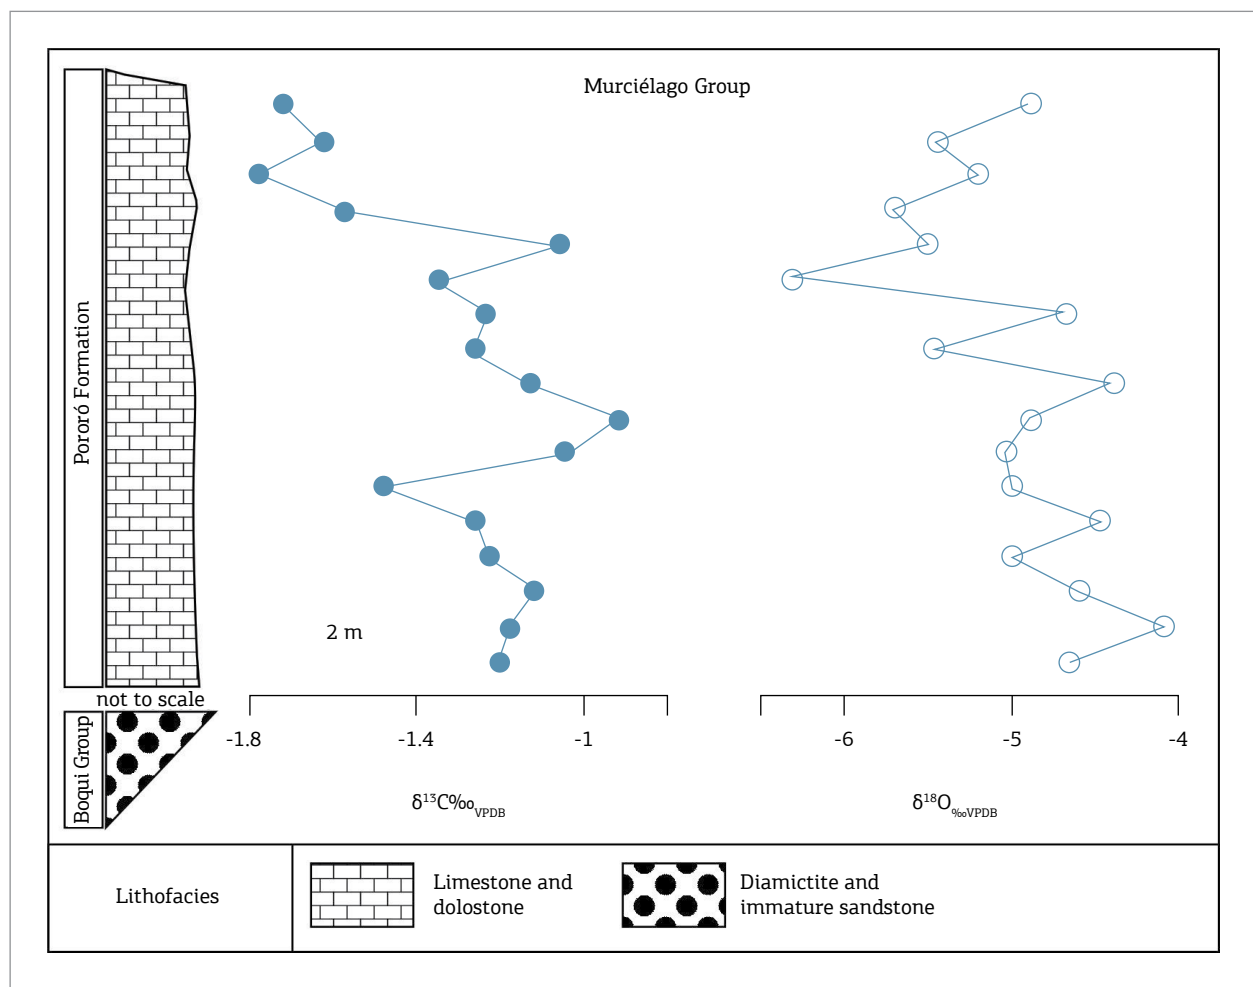 Murciélago Group
Pororó Formation
2 m
not to scale
Boqui Group
-1.8
-1.4
-1
-6
-5
-4
δ¹³C‰VPDB
δ¹⁸O‰VPDB
Lithofacies
Limestone and
dolostone
Diamictite and
immature sandstone